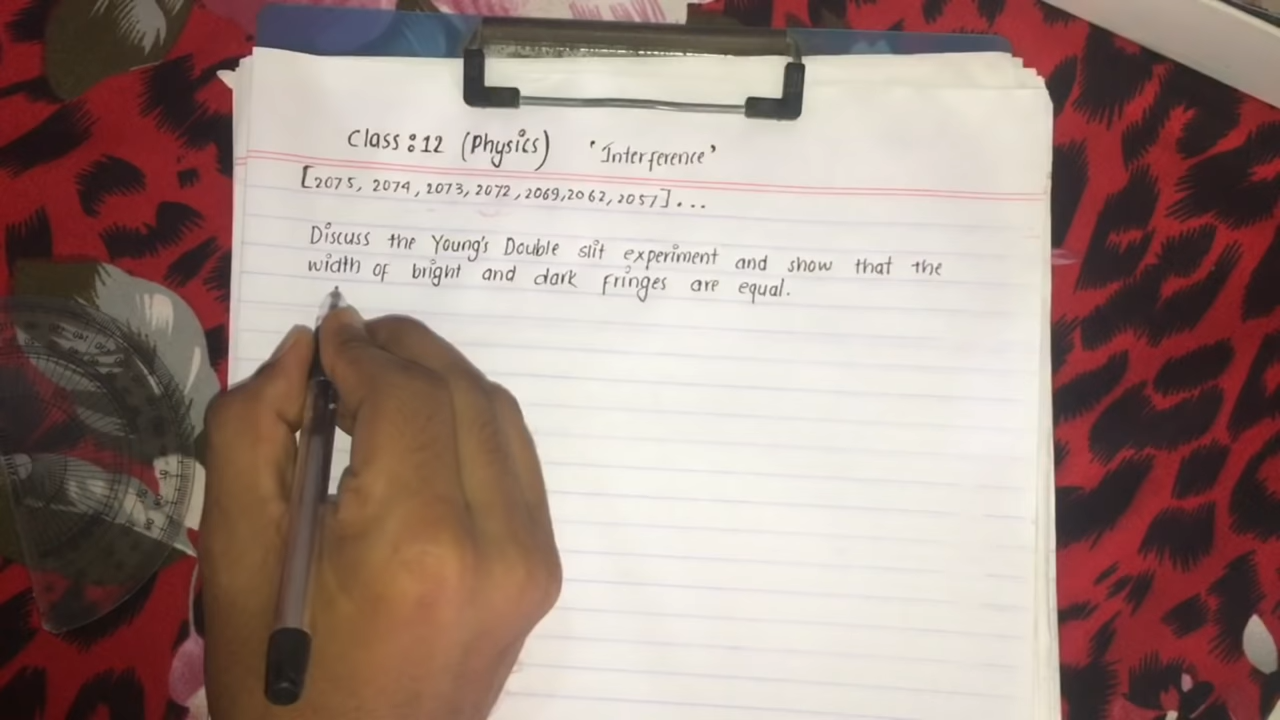 Class: 12 (Physics) 'Interference'
[2075, 2074, 2073, 2072, 2069, 2062, 2057]...
Discuss the Young's Double slit experiment and show that the
width of bright and dark fringes are equal.